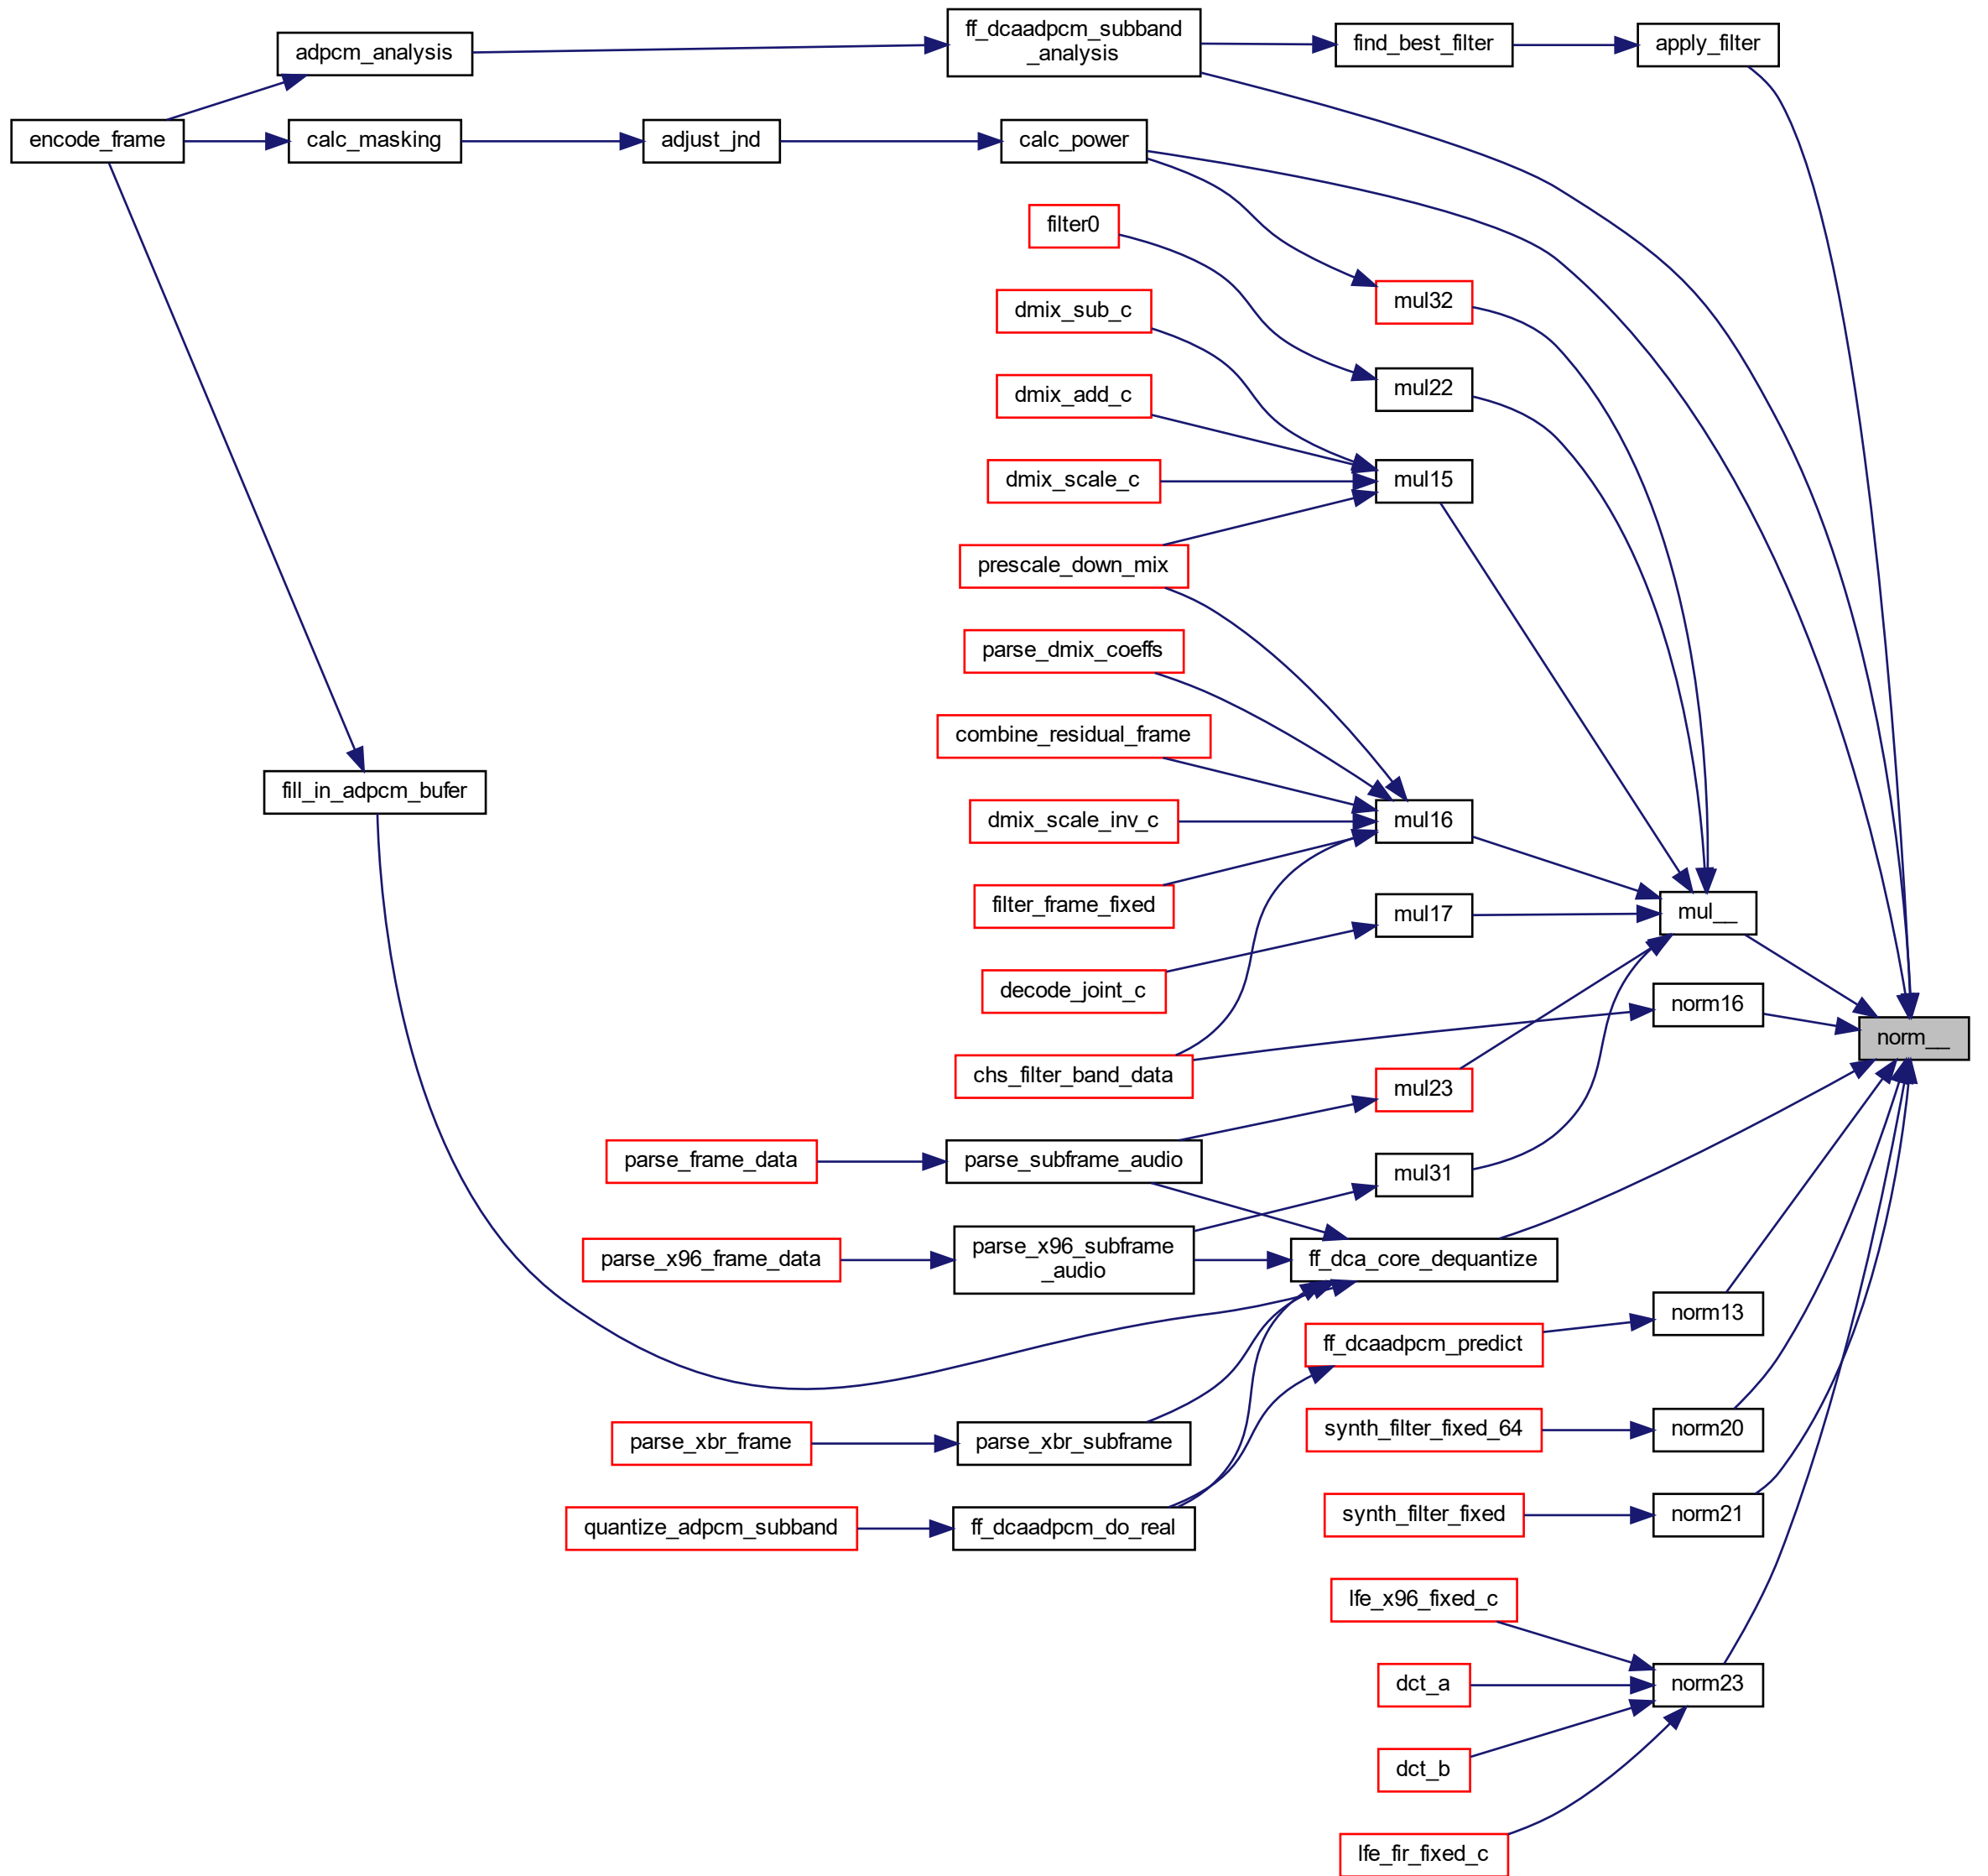 ff_dcaadpcm_subband
_analysis
find_best_filter
apply_filter
adpcm_analysis
encode_frame
calc_masking
adjust_jnd
calc_power
filter0
mul32
dmix_sub_c
mul22
dmix_add_c
dmix_scale_c
mul15
prescale_down_mix
parse_dmix_coeffs
combine_residual_frame
fill_in_adpcm_bufer
dmix_scale_inv_c
mul16
filter_frame_fixed
mul17
mul__
decode_joint_c
norm16
norm__
chs_filter_band_data
mul23
parse_frame_data
parse_subframe_audio
mul31
parse_x96_frame_data
parse_x96_subframe
_audio
ff_dca_core_dequantize
norm13
ff_dcaadpcm_predict
parse_xbr_frame
parse_xbr_subframe
synth_filter_fixed_64
norm20
quantize_adpcm_subband
ff_dcaadpcm_do_real
synth_filter_fixed
norm21
lfe_x96_fixed_c
dct_a
norm23
dct_b
lfe_fir_fixed_c